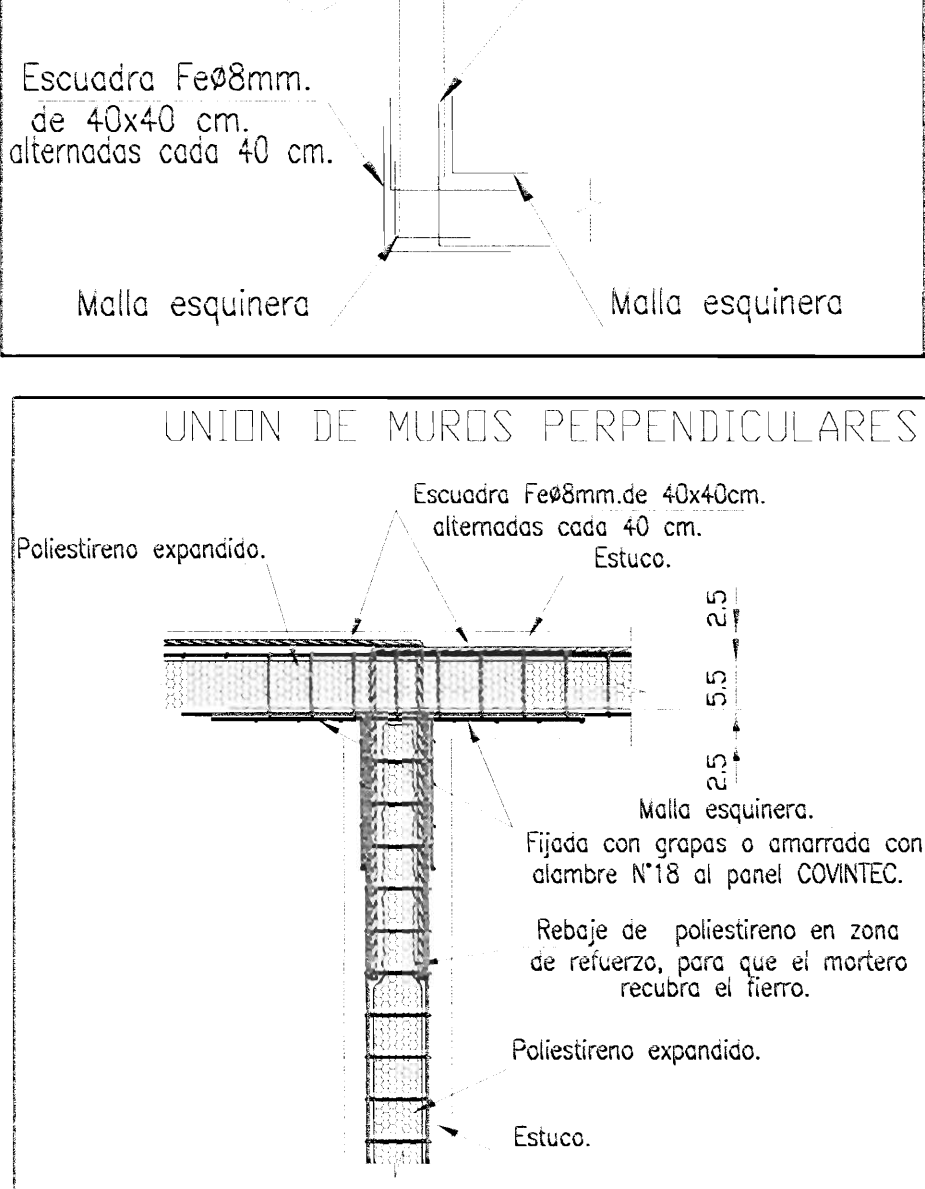 Escuadra FeØ8mm.
de 40x40 cm.
alternadas cada 40 cm.
Malla esquinera
Malla esquinera
UNION DE MUROS PERPENDICULARES
Escuadra FeØ8mm.de 40x40cm.
alternadas cada 40 cm.
Poliestireno expandido.
Estuco.
2.5
5.5
2.5
Malla esquinera.
Fijada con grapas o amarrada con
alambre N°18 al panel COVINTEC.
Rebaje de poliestireno en zona
de refuerzo, para que el mortero
recubra el fierro.
Poliestireno expandido.
Estuco.